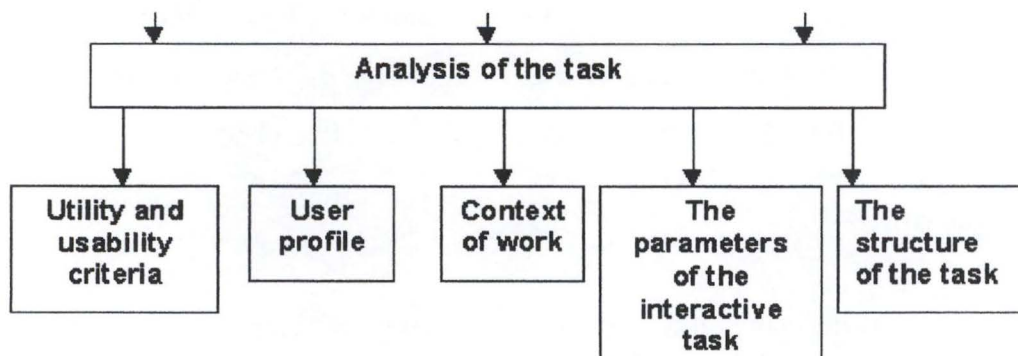 Analysis of the task
Utility and
usability
criteria
User
profile
Context
of work
The
parameters
of the
interactive
task
The
structure
of the task